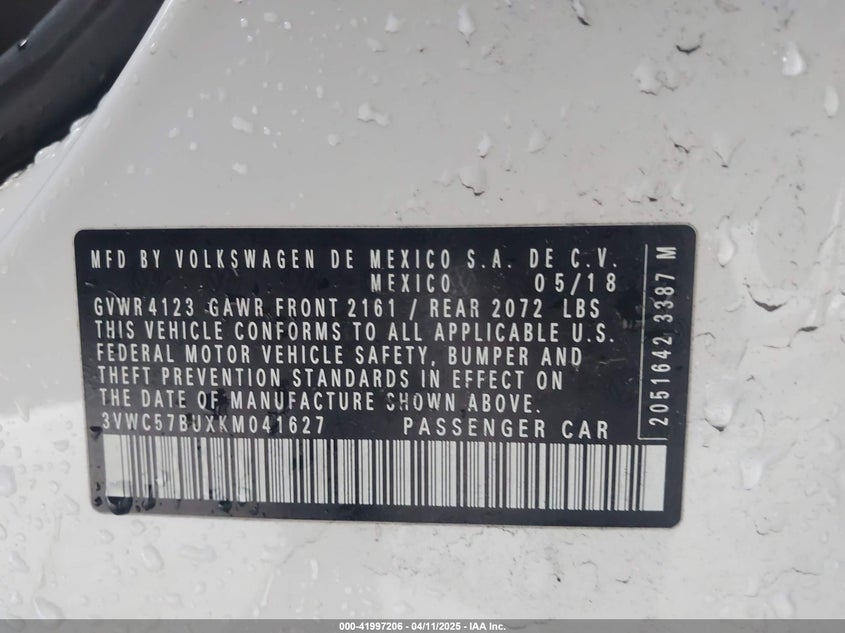 MFD BY VOLKSWAGEN DE MEXICO S.A. DE C.V.
MEXICO 05/18
GVWR 4123 GAWR FRONT 2161 / REAR 2072 LBS
THIS VEHICLE CONFORMS TO ALL APPLICABLE U.S.
FEDERAL MOTOR VEHICLE SAFETY, BUMPER AND
THEFT PREVENTION STANDARDS IN EFFECT ON
THE DATE OF MANUFACTURE SHOWN ABOVE.
3VWC57BUXKM041627 PASSENGER CAR
2051642 3387 M
000-41997206 - 04/11/2025 - IAA Inc.